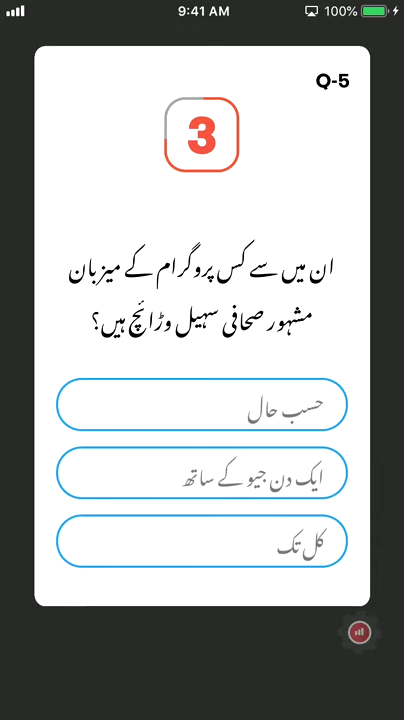 9:41 AM
100%
Q-5
3
ان میں سے کس پروگرام کے میزبان
مشہور صحافی سہیل وڑائچ ہیں؟
حسب حال
ایک دن جیو کے ساتھ
کل تک